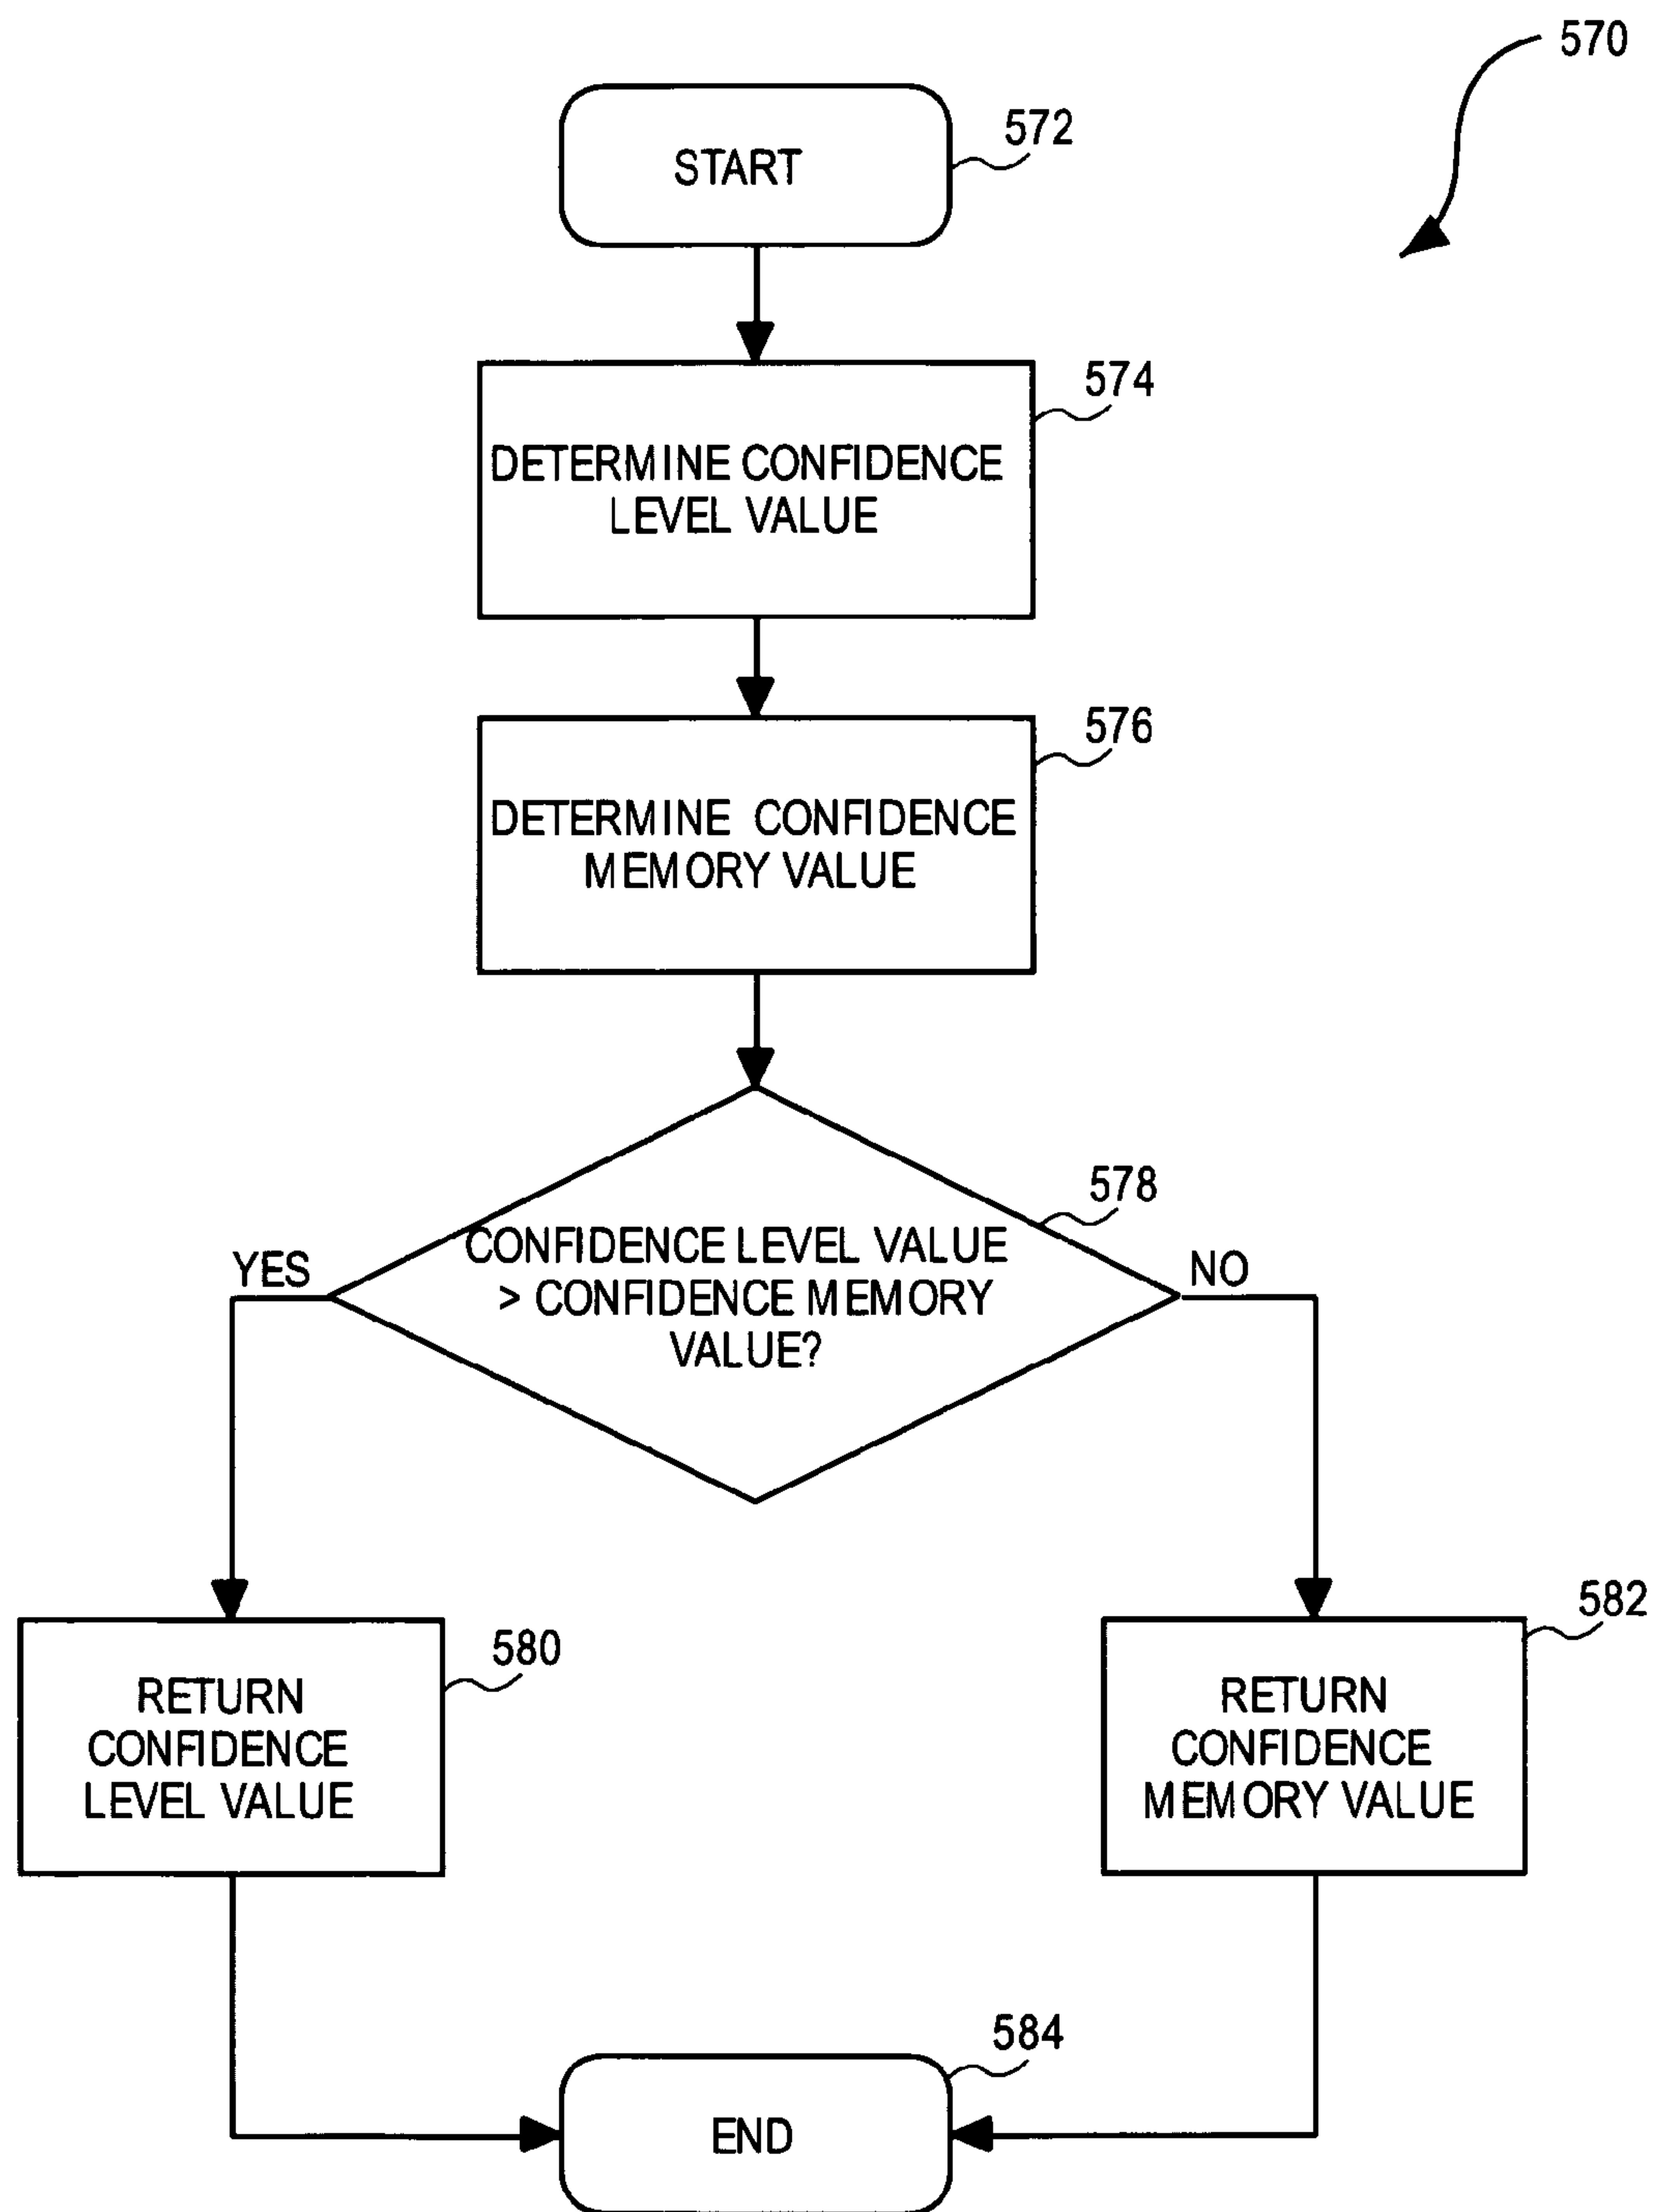 570
572
START
574
DETERMINE CONFIDENCE
LEVEL VALUE
576
DETERMINE CONFIDENCE
MEMORY VALUE
578
CONFIDENCE LEVEL VALUE
> CONFIDENCE MEMORY
VALUE?
YES
NO
580
RETURN
CONFIDENCE
LEVEL VALUE
582
RETURN
CONFIDENCE
MEMORY VALUE
584
END